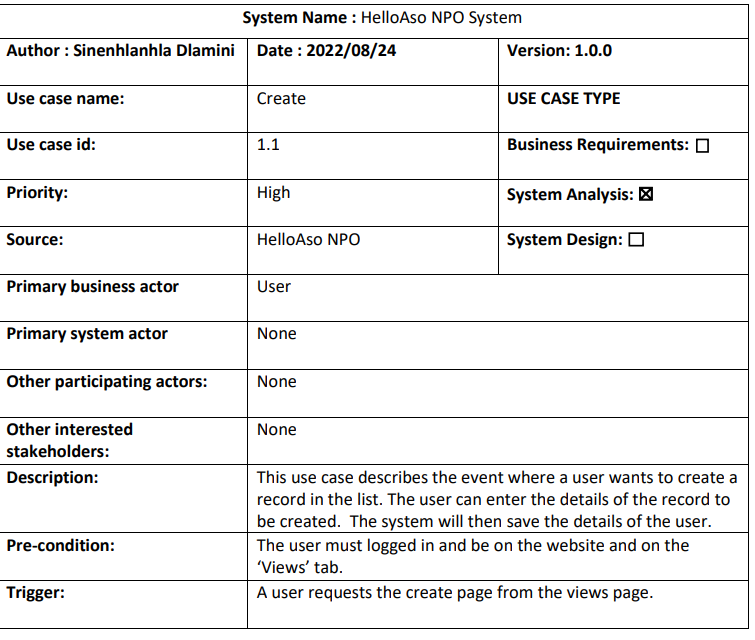 System Name : HelloAso NPO System
Author : Sinenhlanhla Dlamini Date : 2022/08/24 Version: 1.0.0
Use case name: Create USE CASE TYPE
Use case id: 1.1 Business Requirements: ☐
Priority: High System Analysis: ☒
Source: HelloAso NPO System Design: ☐
Primary business actor User
Primary system actor None
Other participating actors: None
Other interested None
stakeholders:
Description: This use case describes the event where a user wants to create a
record in the list. The user can enter the details of the record to
be created.  The system will then save the details of the user.
Pre-condition: The user must logged in and be on the website and on the
‘Views’ tab.
Trigger: A user requests the create page from the views page.